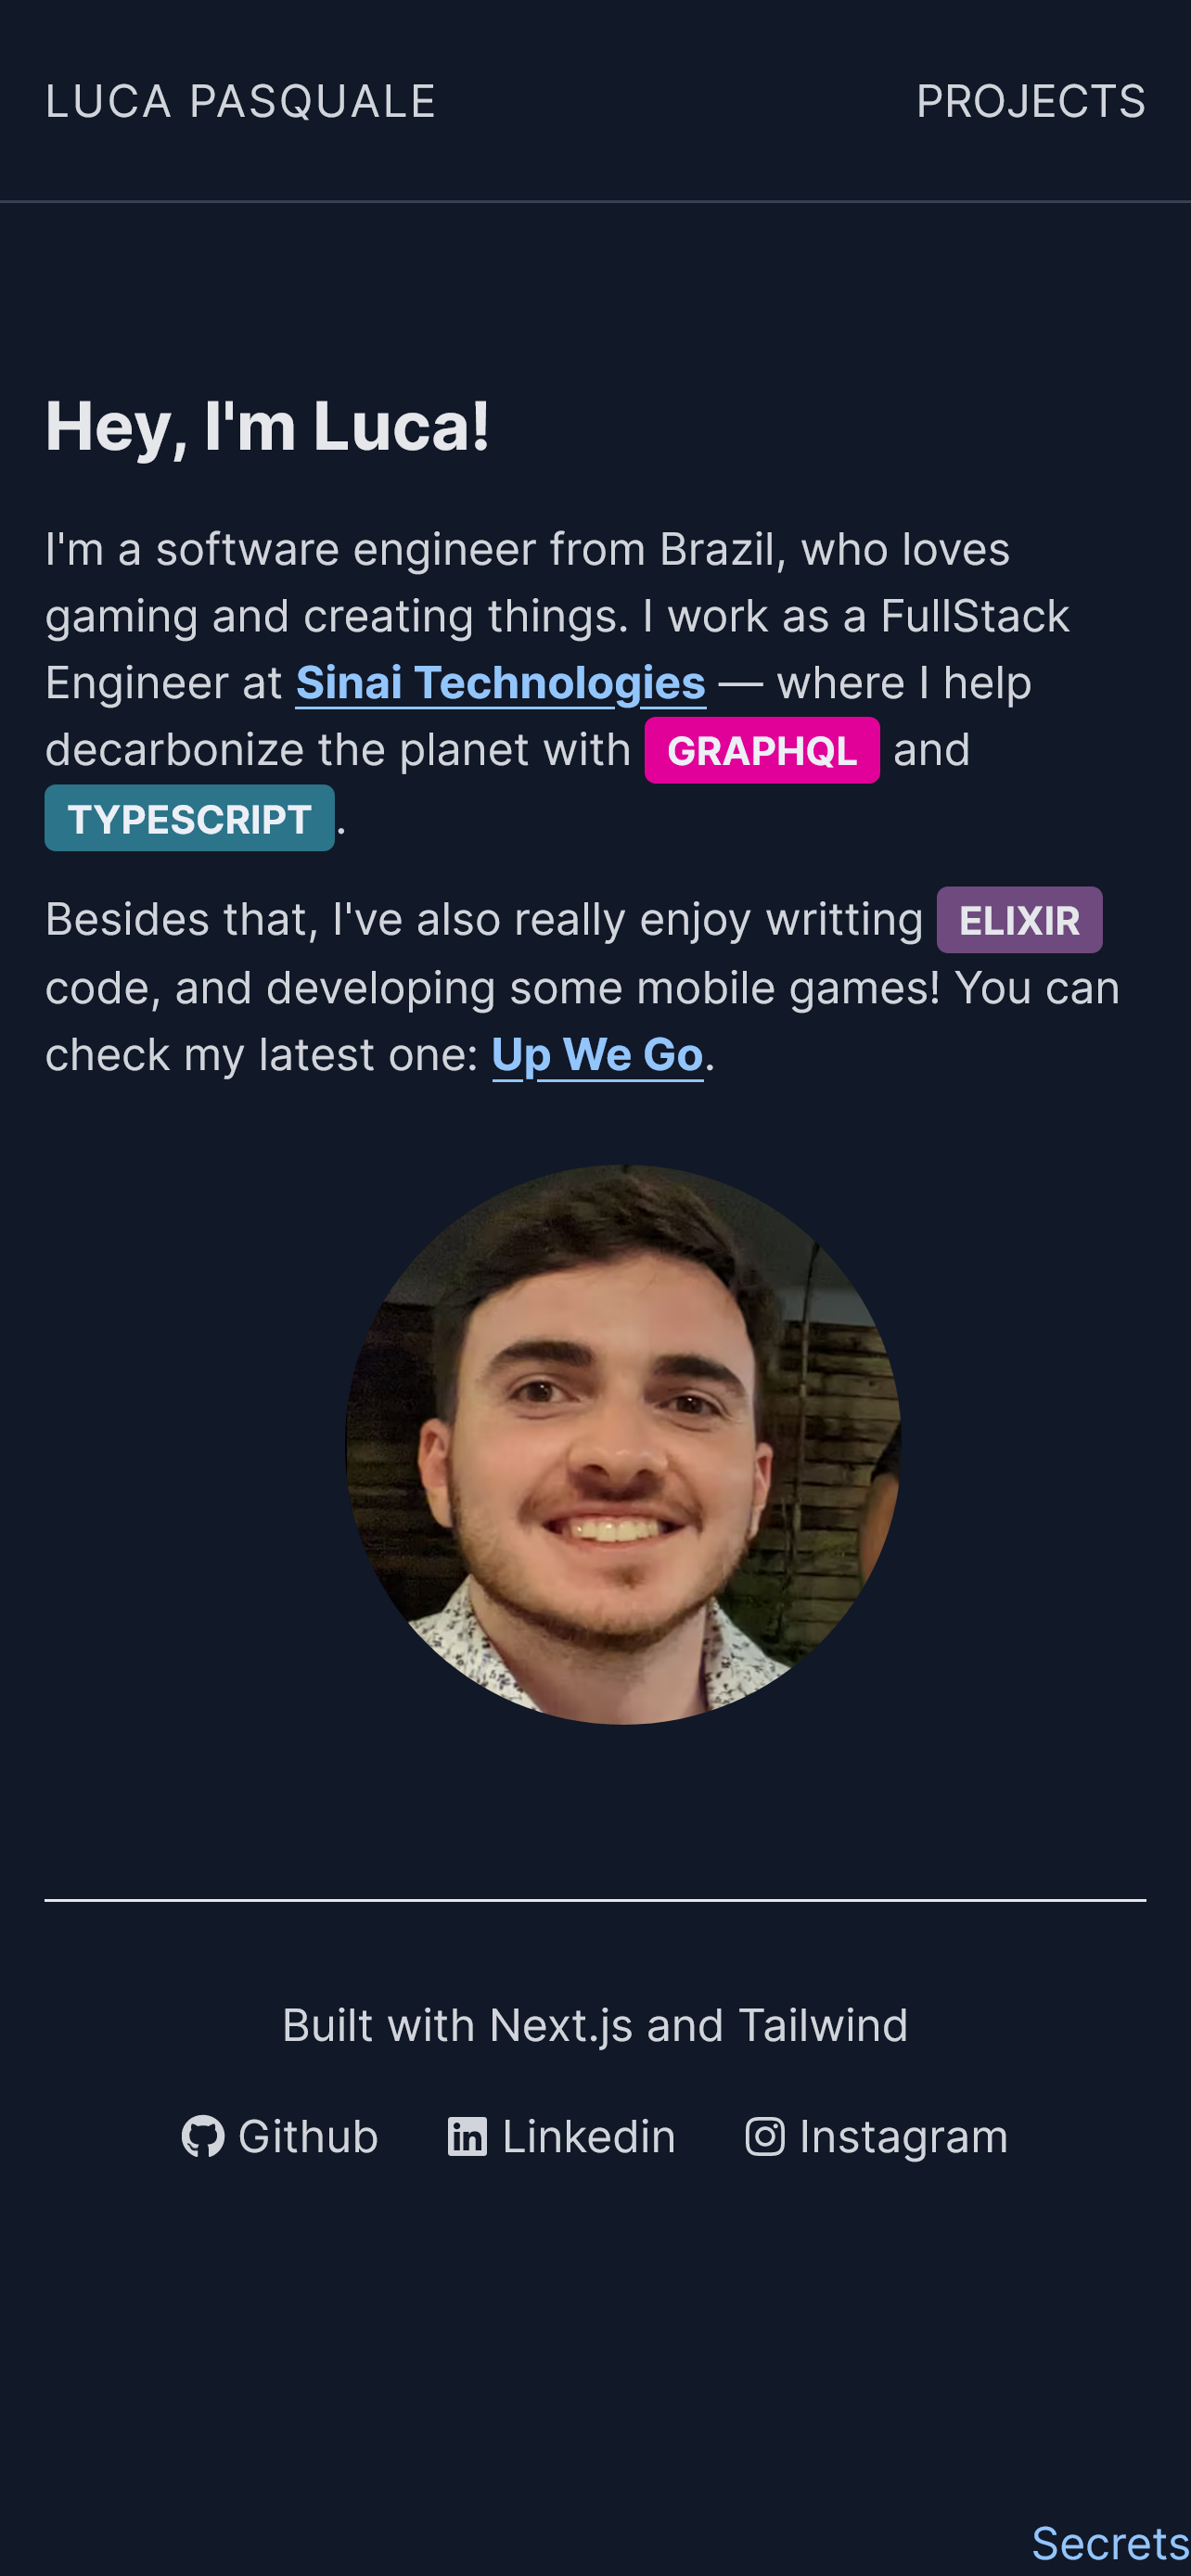 LUCA PASQUALE PROJECTS
Hey, I'm Luca!
I'm a software engineer from Brazil, who loves
gaming and creating things. I work as a FullStack
Engineer at Sinai Technologies — where I help
decarbonize the planet with GRAPHQL and
TYPESCRIPT.
Besides that, I've also really enjoy writting ELIXIR
code, and developing some mobile games! You can
check my latest one: Up We Go.
Built with Next.js and Tailwind
Github Linkedin Instagram
Secrets